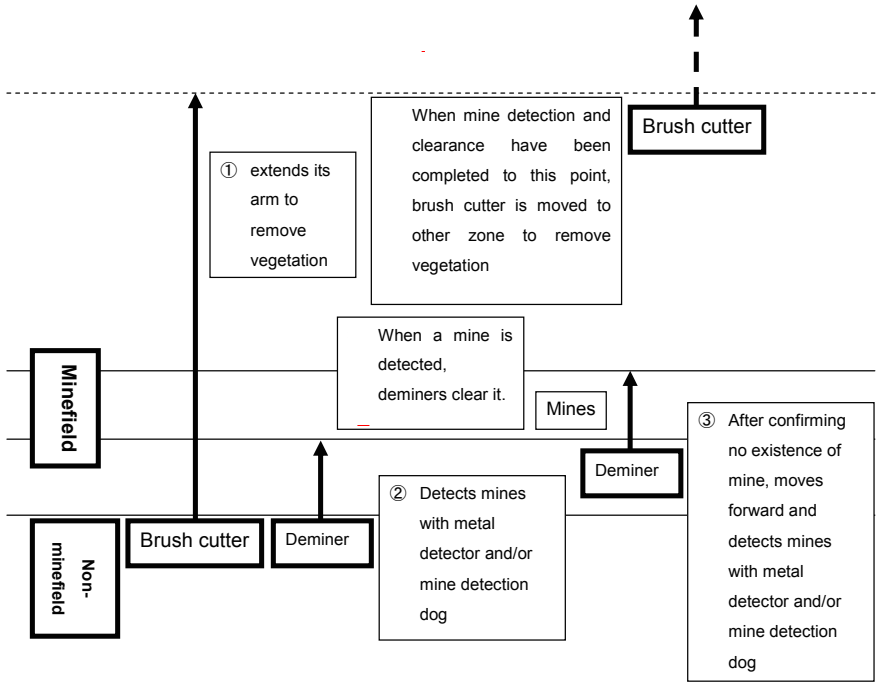 When mine detection and
clearance have been
completed to this point,
brush cutter is moved to
other zone to remove
vegetation
Brush cutter
① extends its
arm to
remove
vegetation
When a mine is
detected,
deminers clear it.
Minefield
Mines
Deminer
③ After confirming
no existence of
mine, moves
forward and
detects mines
with metal
detector and/or
mine detection
dog
② Detects mines
with metal
detector and/or
mine detection
dog
Non-
minefield
Brush cutter
Deminer